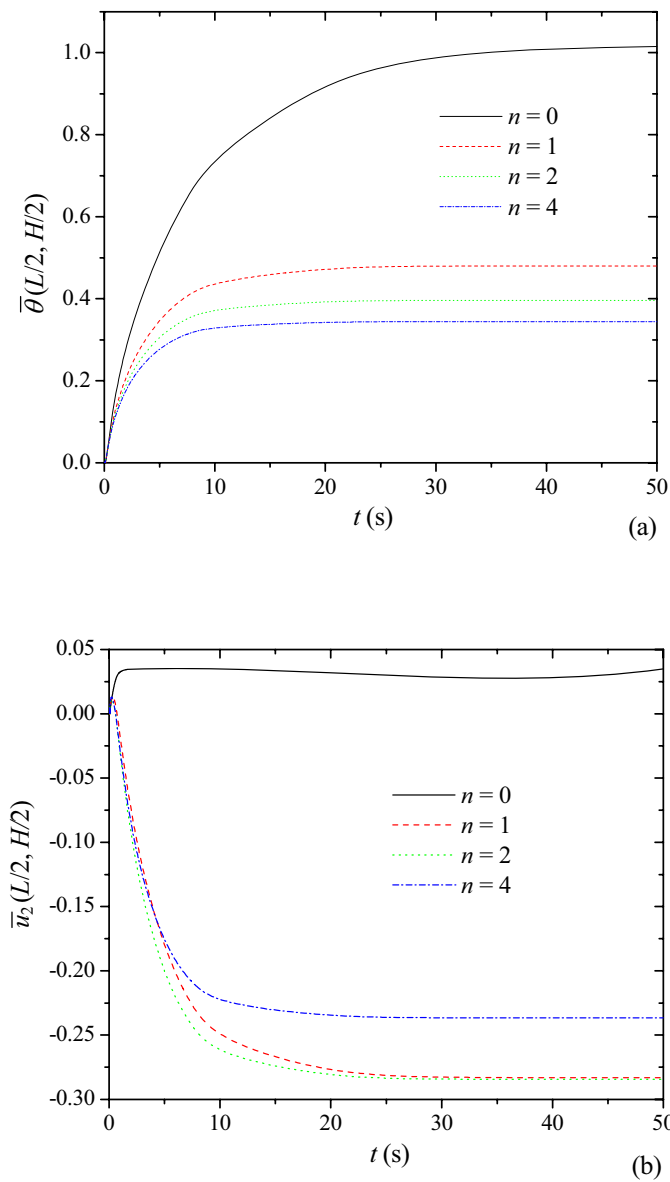 1.0
0.8
0.6
0.4
0.2
0.0
θ̅ (L/2, H/2)
n = 0
n = 1
n = 2
n = 4
0 10 20 30 40 50
t (s)
(a)
0.05
0.00
-0.05
-0.10
-0.15
-0.20
-0.25
-0.30
u̅₂ (L/2, H/2)
n = 0
n = 1
n = 2
n = 4
0 10 20 30 40 50
t (s)
(b)